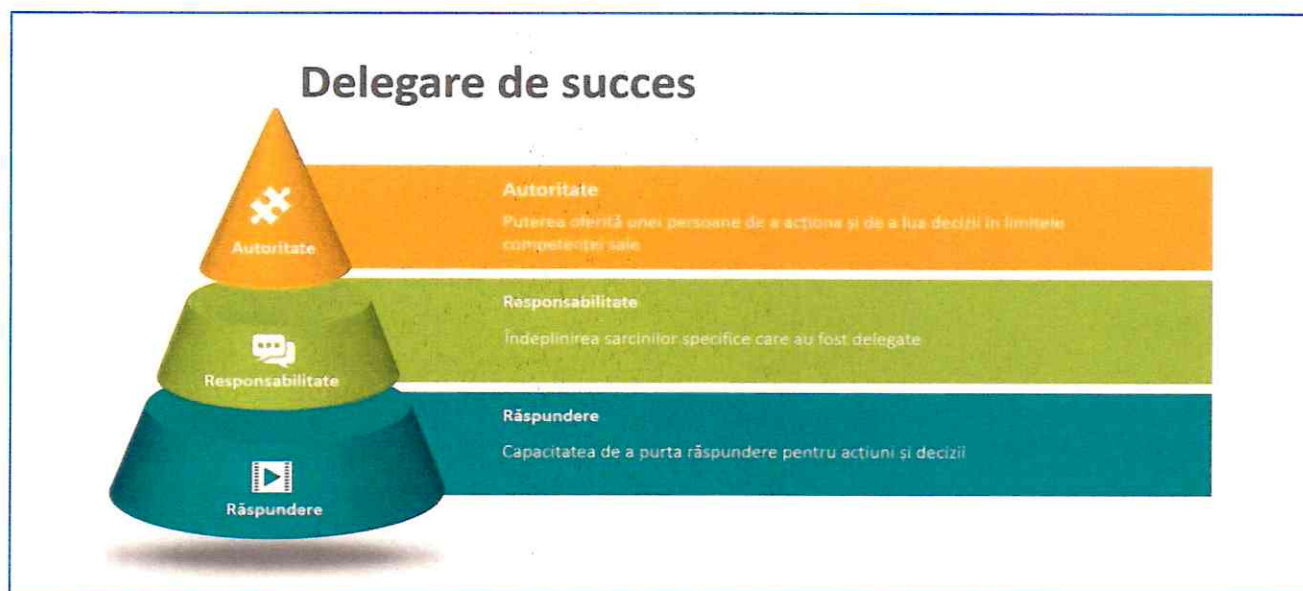 Delegare de succes
Autoritate
Autoritate
Puterea oferită unei persoane de a acționa și de a lua decizii in limitele
competenței sale
Responsabilitate
Responsabilitate
Îndeplinirea sarcinilor specifice care au fost delegate
Răspundere
Răspundere
Capacitatea de a purta răspundere pentru acțiuni și decizii